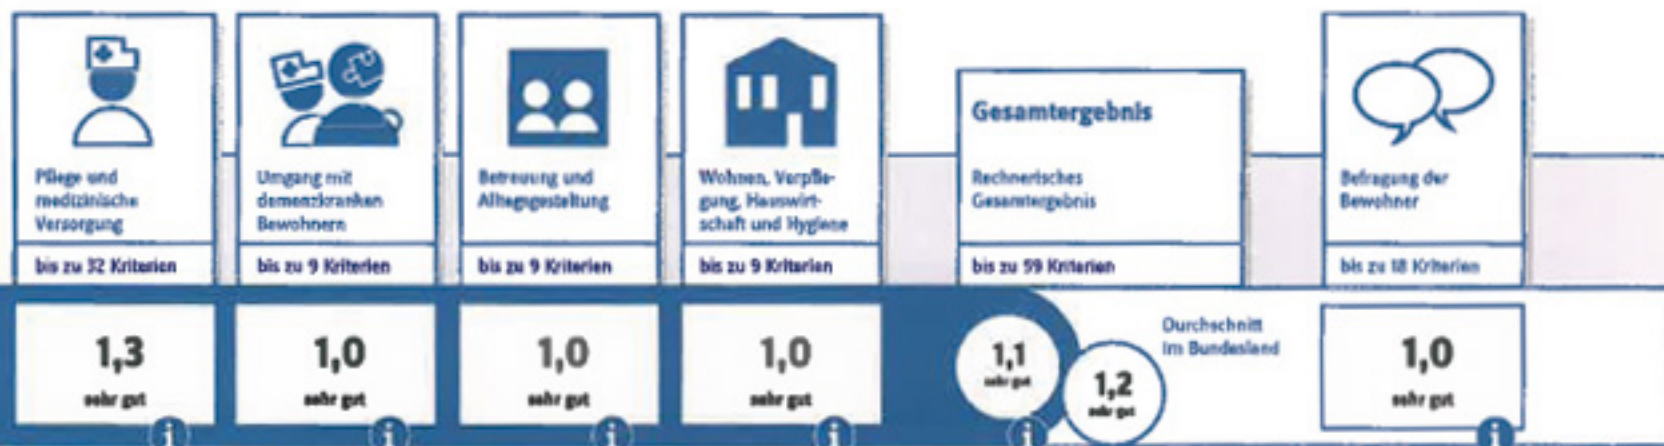 Pflege und
medizinische
Versorgung
bis zu 32 Kriterien
1,3
sehr gut
Umgang mit
demenzkranken
Bewohnern
bis zu 9 Kriterien
1,0
sehr gut
Betreuung und
Alltagsgestaltung
bis zu 9 Kriterien
1,0
sehr gut
Wohnen, Verpfle-
gung, Hauswirt-
schaft und Hygiene
bis zu 9 Kriterien
1,0
sehr gut
Gesamtergebnis
Rechnerisches
Gesamtergebnis
bis zu 59 Kriterien
1,1
sehr gut
1,2
sehr gut
Durchschnitt
im Bundesland
Befragung der
Bewohner
bis zu 18 Kriterien
1,0
sehr gut